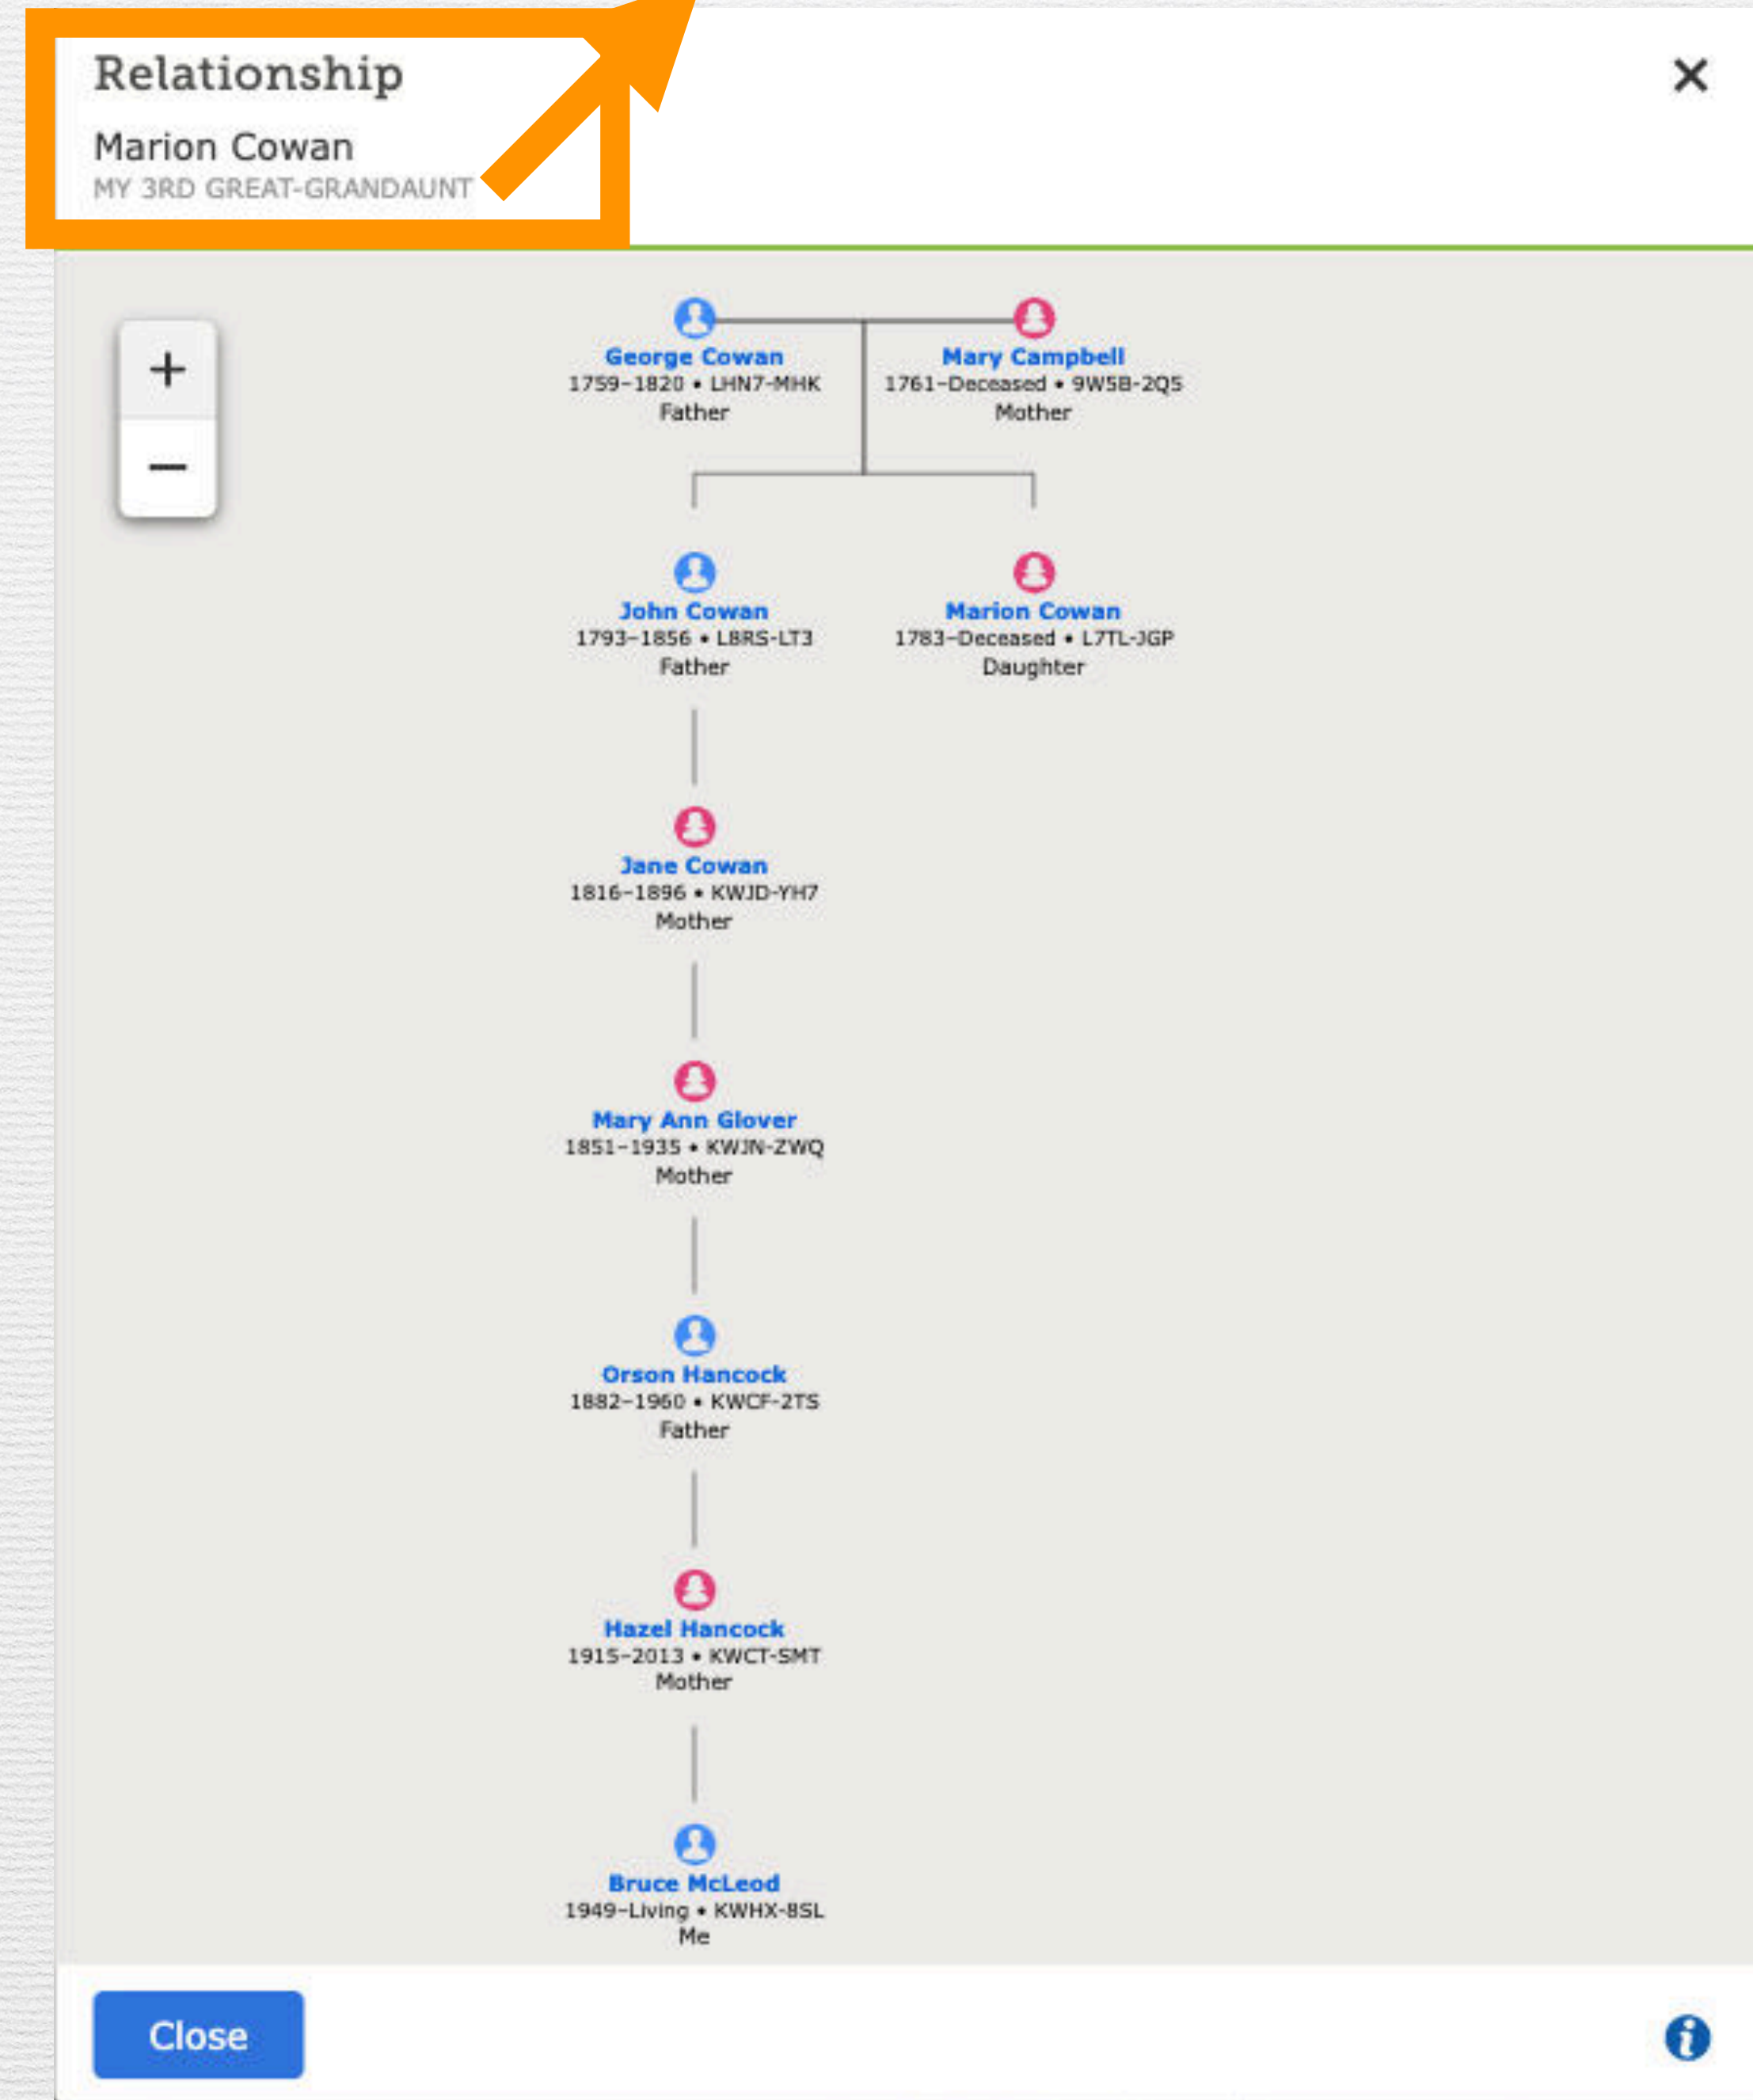 Relationship
Marion Cowan
MY 3RD GREAT-GRANDAUNT
George Cowan
1759–1820 • LHN7-MHK
Father
Mary Campbell
1761–Deceased • 9W5B-2Q5
Mother
John Cowan
1793–1856 • L8RS-LT3
Father
Marion Cowan
1783–Deceased • L7TL-JGP
Daughter
Jane Cowan
1816–1896 • KWJD-YH7
Mother
Mary Ann Glover
1851–1935 • KWJN-ZWQ
Mother
Orson Hancock
1882–1960 • KWCF-2TS
Father
Hazel Hancock
1915–2013 • KWCT-SMT
Mother
Bruce McLeod
1949–Living • KWHX-8SL
Me
Close